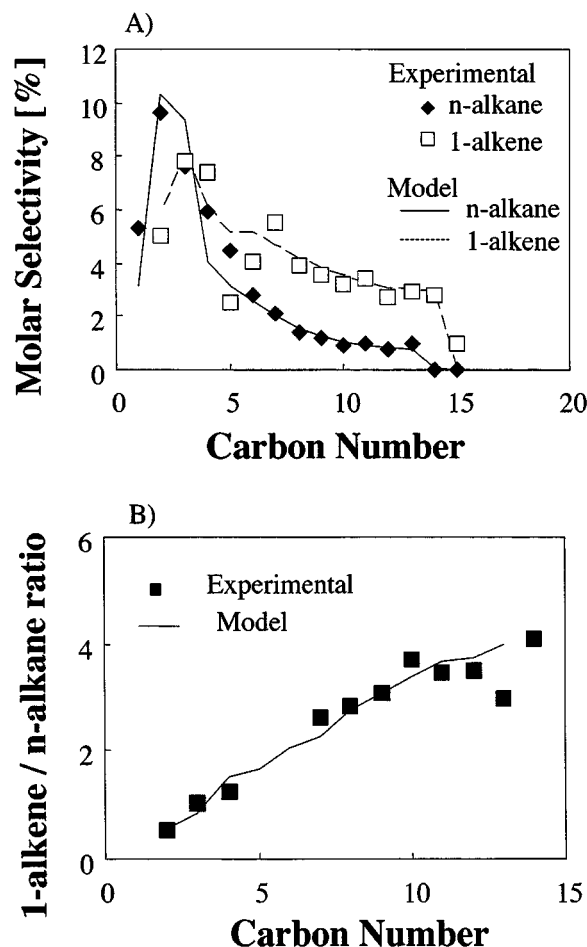 A)
Molar Selectivity [%]
12
10
8
6
4
2
0
Experimental
n-alkane
1-alkene
Model
n-alkane
1-alkene
0
5
10
15
20
Carbon Number
B)
1-alkene / n-alkane ratio
6
4
2
0
Experimental
Model
0
5
10
15
Carbon Number